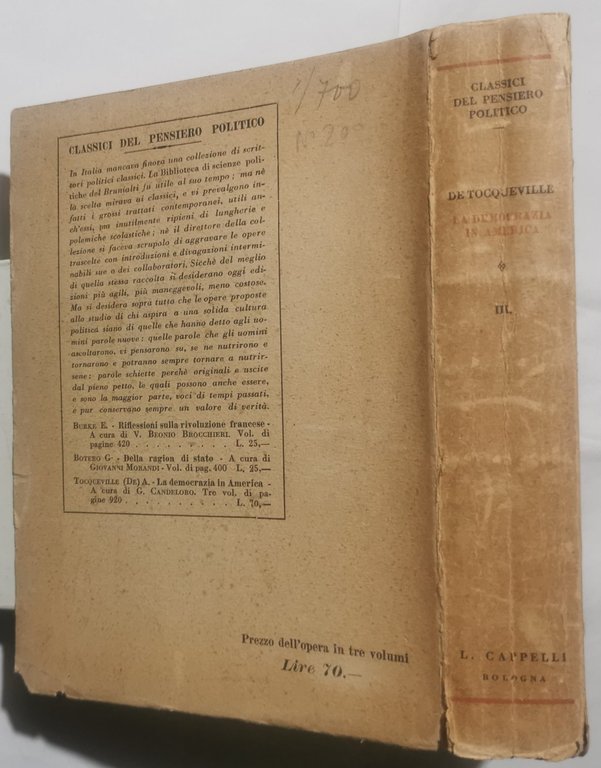 1/700
N° 200
CLASSICI DEL PENSIERO POLITICO
In Italia mancava finora una collezione di scrit-
tori politici classici. La Biblioteca di scienze poli-
tiche del Brunialti fu utile al suo tempo; ma nè
la scelta mirava ai classici, e vi prevalgono in-
fatti i grossi trattati contemporanei, utili an-
ch'essi, ma inutilmente ripieni di lungherie e
polemiche scolastiche; nè il direttore della col-
lezione si faceva scrupolo di aggravare le opere
trascelte con introduzioni e divagazioni intermi-
nabili sue o dei collaboratori. Sicchè del meglio
di quella stessa raccolta si desiderano oggi edi-
zioni più agili, più maneggevoli, meno costose.
Ma si desidera sopra tutto che le opere proposte
allo studio di chi aspira a una solida cultura
politica siano di quelle che hanno detto agli uo-
mini parole nuove: quelle parole che gli uomini
ascoltarono, vi pensarono su, se ne nutrirono e
tornarono e potranno sempre tornare a nutrir-
sene: parole schiette perchè originali e uscite
dal pieno petto, le quali possono anche essere,
e sono la maggior parte, voci di tempi passati,
e pur conservano sempre un valore di verità.
BURKE E. - Riflessioni sulla rivoluzione francese -
A cura di V. BEONIO BROCCHIERI. Vol. di
pagine 420 . . . . . . . . . L. 25,—
BOTERO G. - Della ragion di stato - A cura di
GIOVANNI MORANDI - Vol. di pag. 400 L. 25,—
TOCQUEVILLE (DE) A. - La democrazia in America -
A cura di G. CANDELORO. Tre vol. di pa-
gine 920 . . . . . . . . . . L. 70,—
Prezzo dell'opera in tre volumi
Lire 70.—
CLASSICI
DEL PENSIERO
POLITICO
DE TOCQUEVILLE
LA DEMOCRAZIA
IN AMERICA
III.
L. CAPPELLI
BOLOGNA